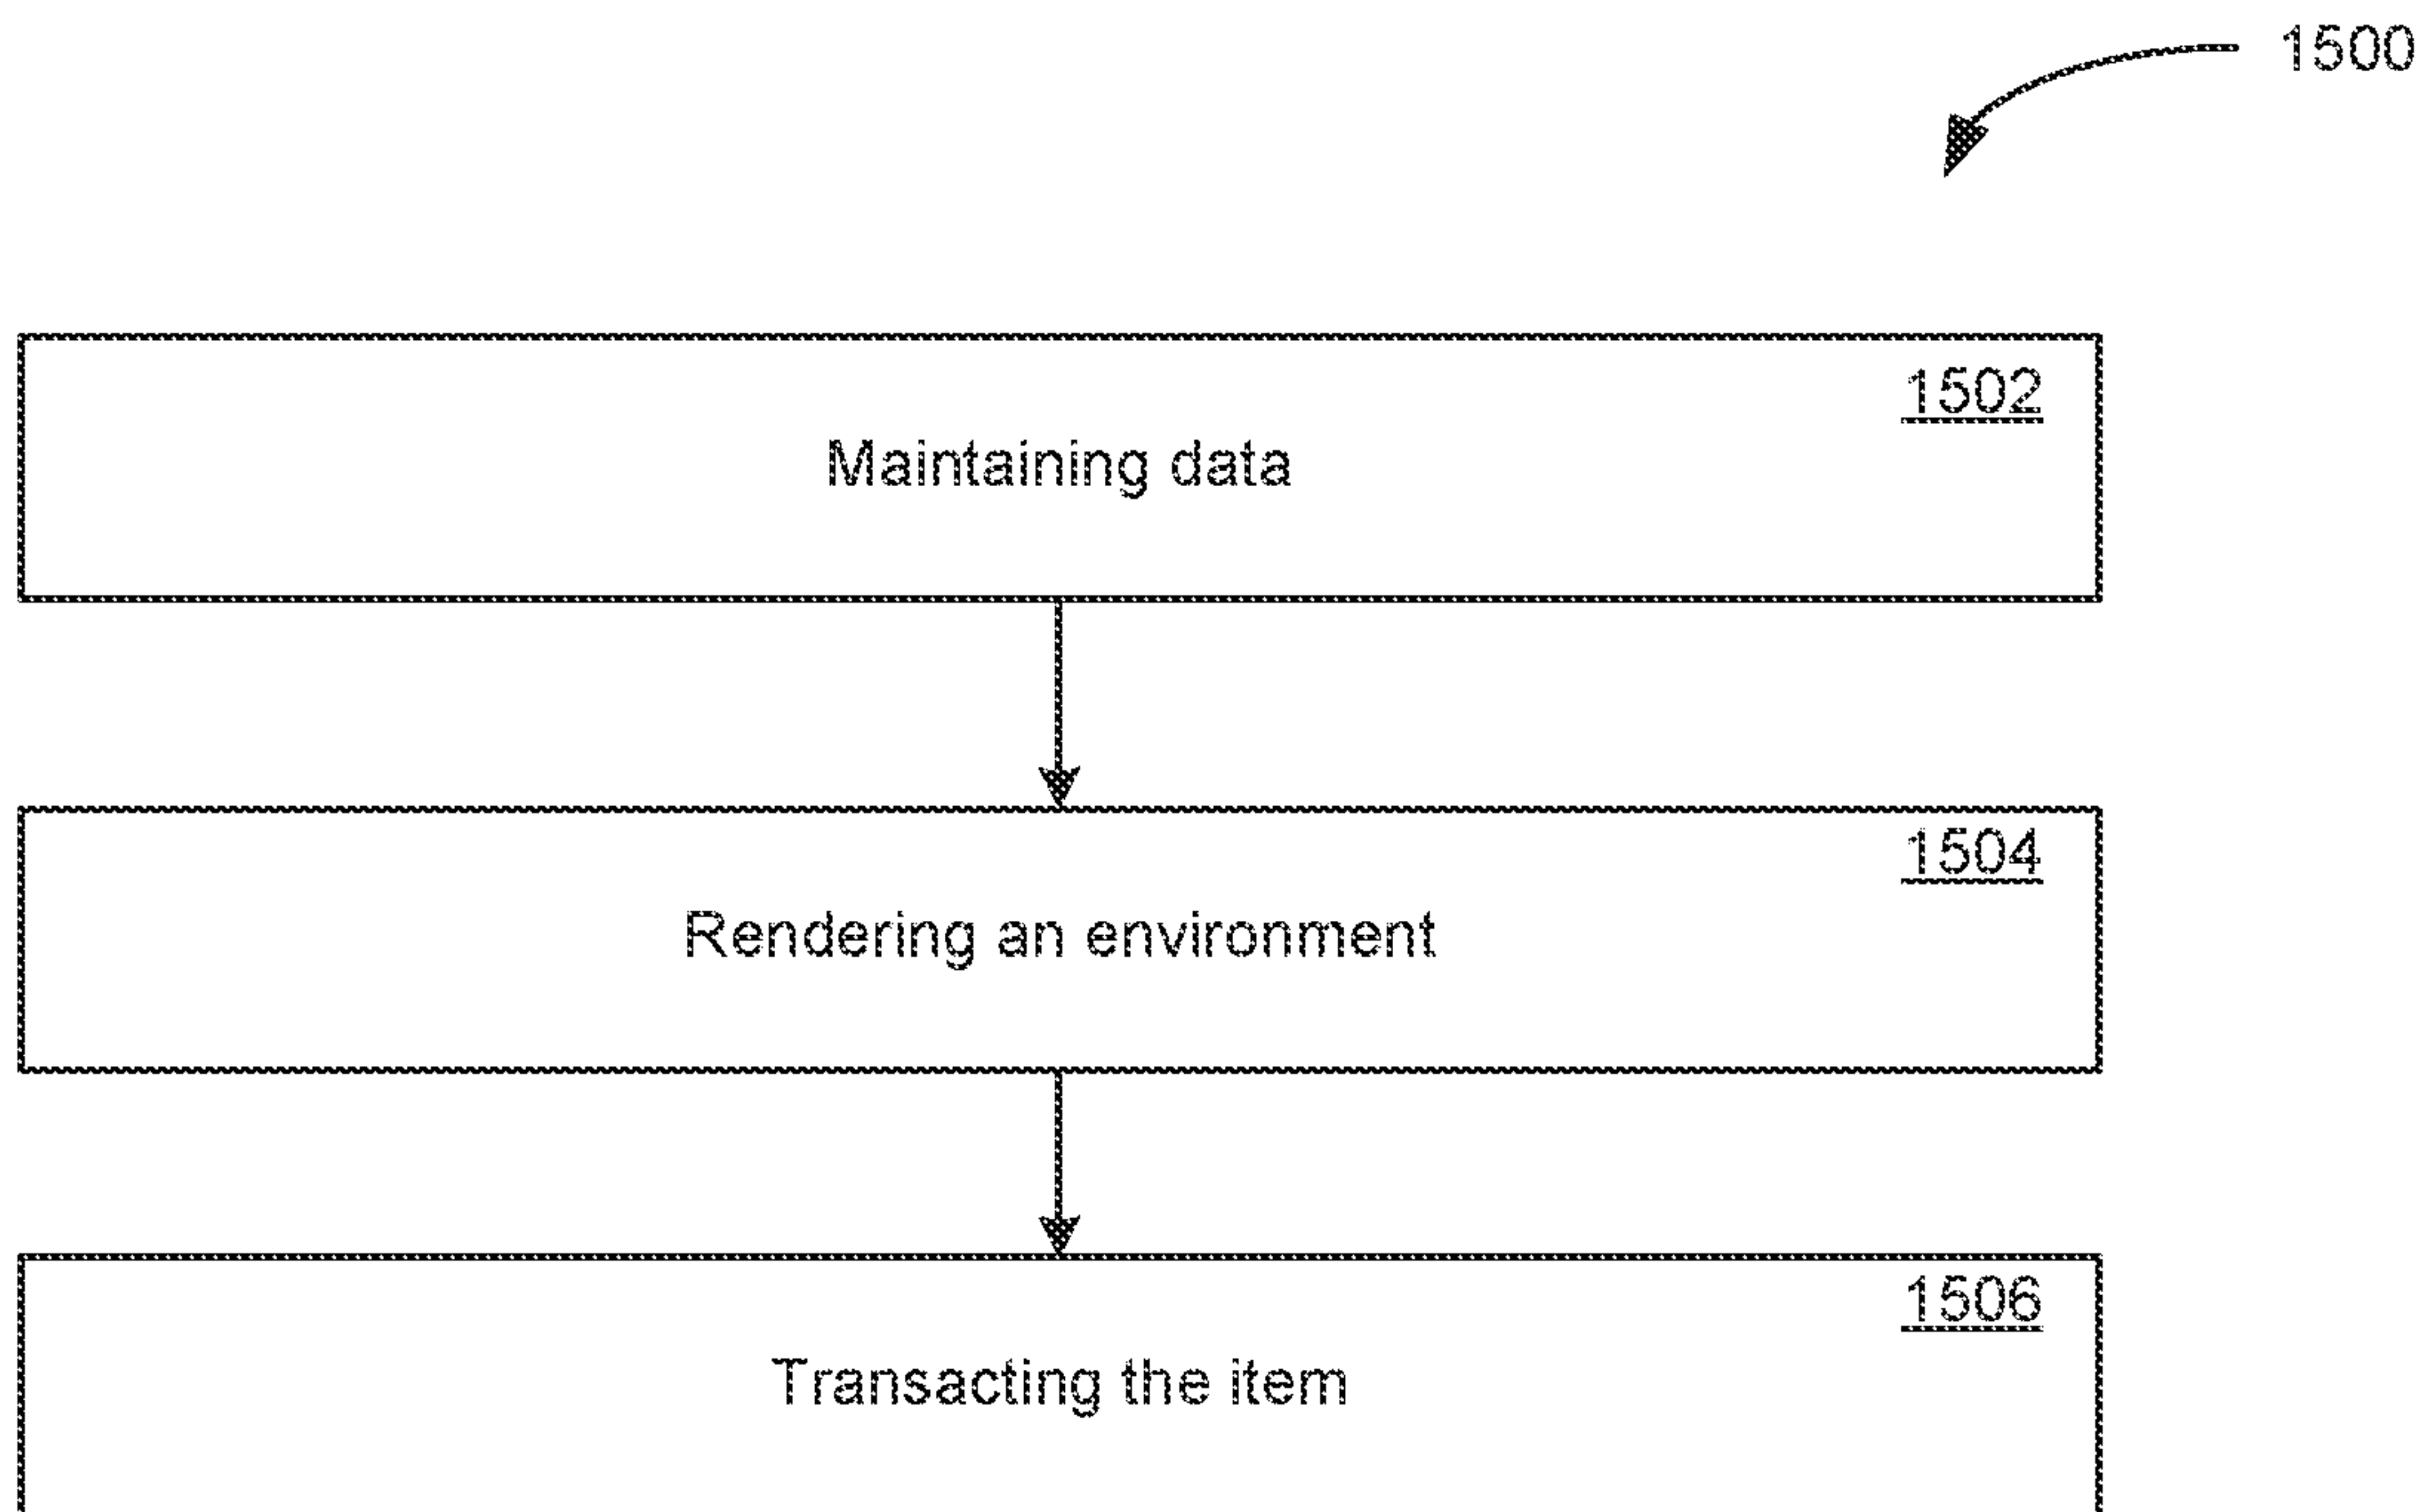 1500
1502
Maintaining data
1504
Rendering an environment
1506
Transacting the item